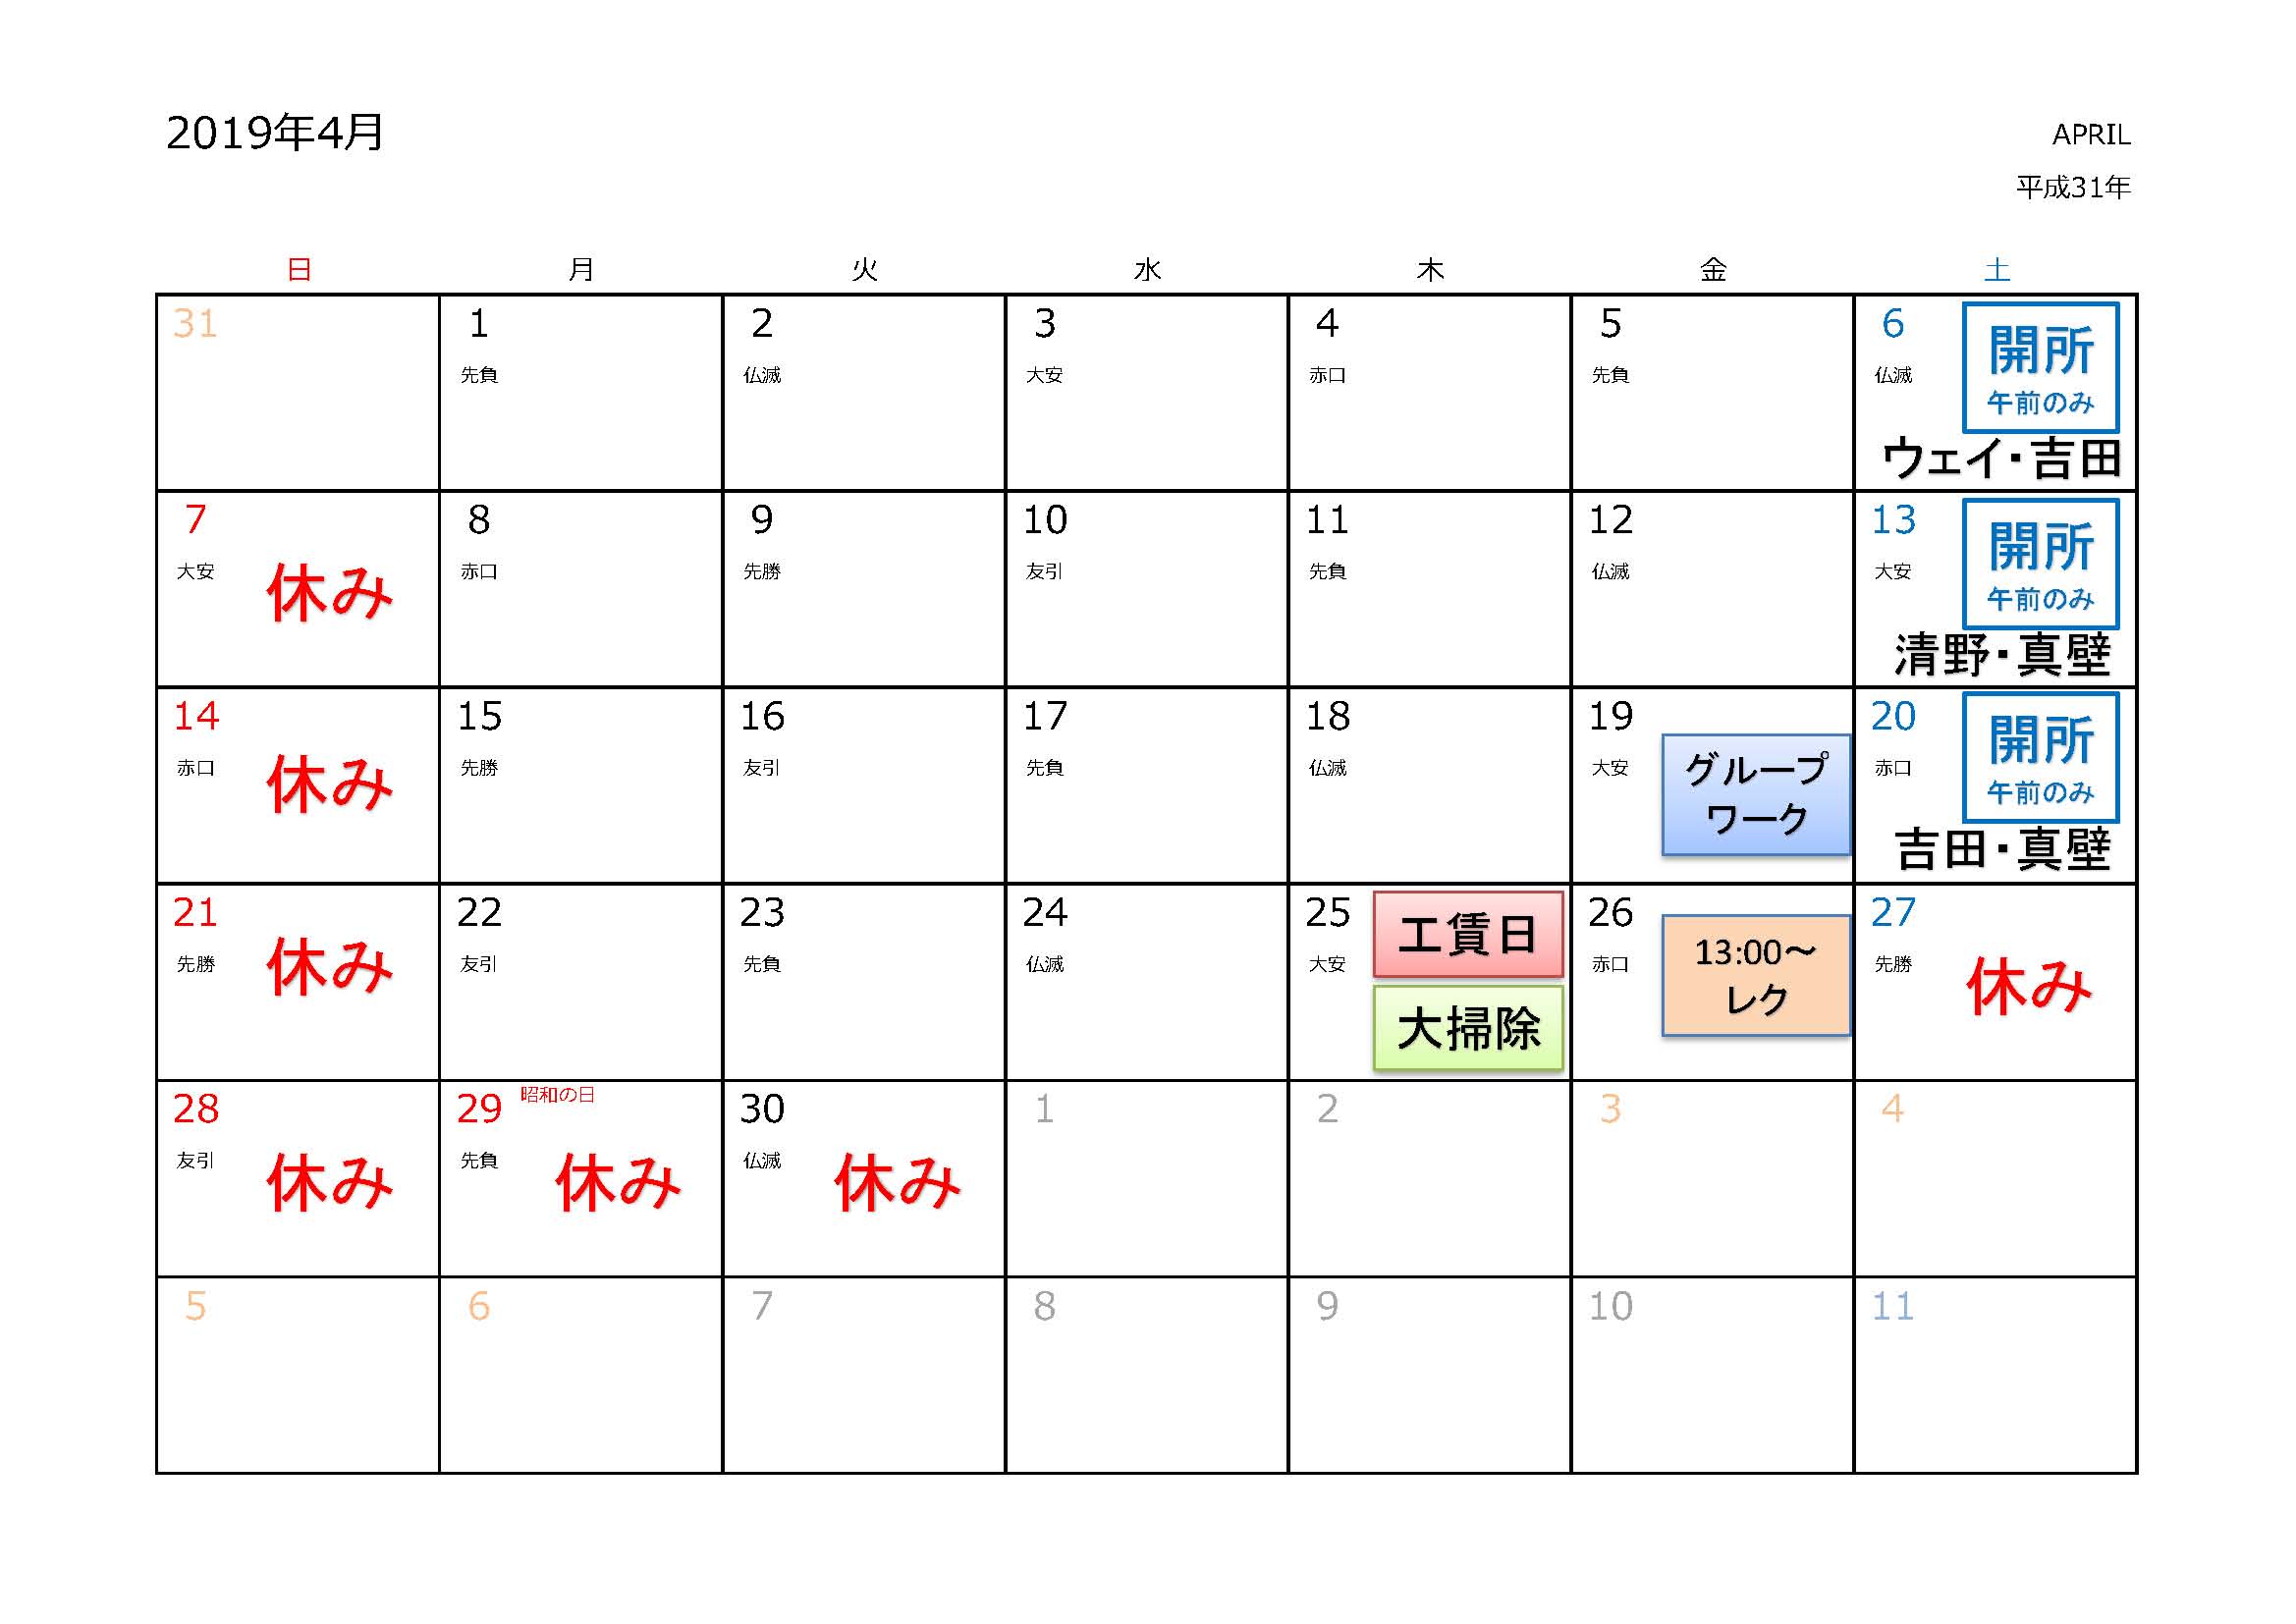 2019年4月
APRIL
平成31年
日 月 火 水 木 金 土
31 1 2 3 4 5 6
先負 仏滅 大安 赤口 先負 仏滅
開所
午前のみ
ウェイ・吉田
7 8 9 10 11 12 13
大安 赤口 先勝 友引 先負 仏滅 大安
休み
開所
午前のみ
清野・真壁
14 15 16 17 18 19 20
赤口 先勝 友引 先負 仏滅 大安 赤口
休み
グループ
ワーク
開所
午前のみ
吉田・真壁
21 22 23 24 25 26 27
先勝 友引 先負 仏滅 大安 赤口 先勝
休み
工賃日
大掃除
13:00～
レク
休み
28 29 昭和の日 30 1 2 3 4
友引 先負 仏滅
休み 休み 休み
5 6 7 8 9 10 11